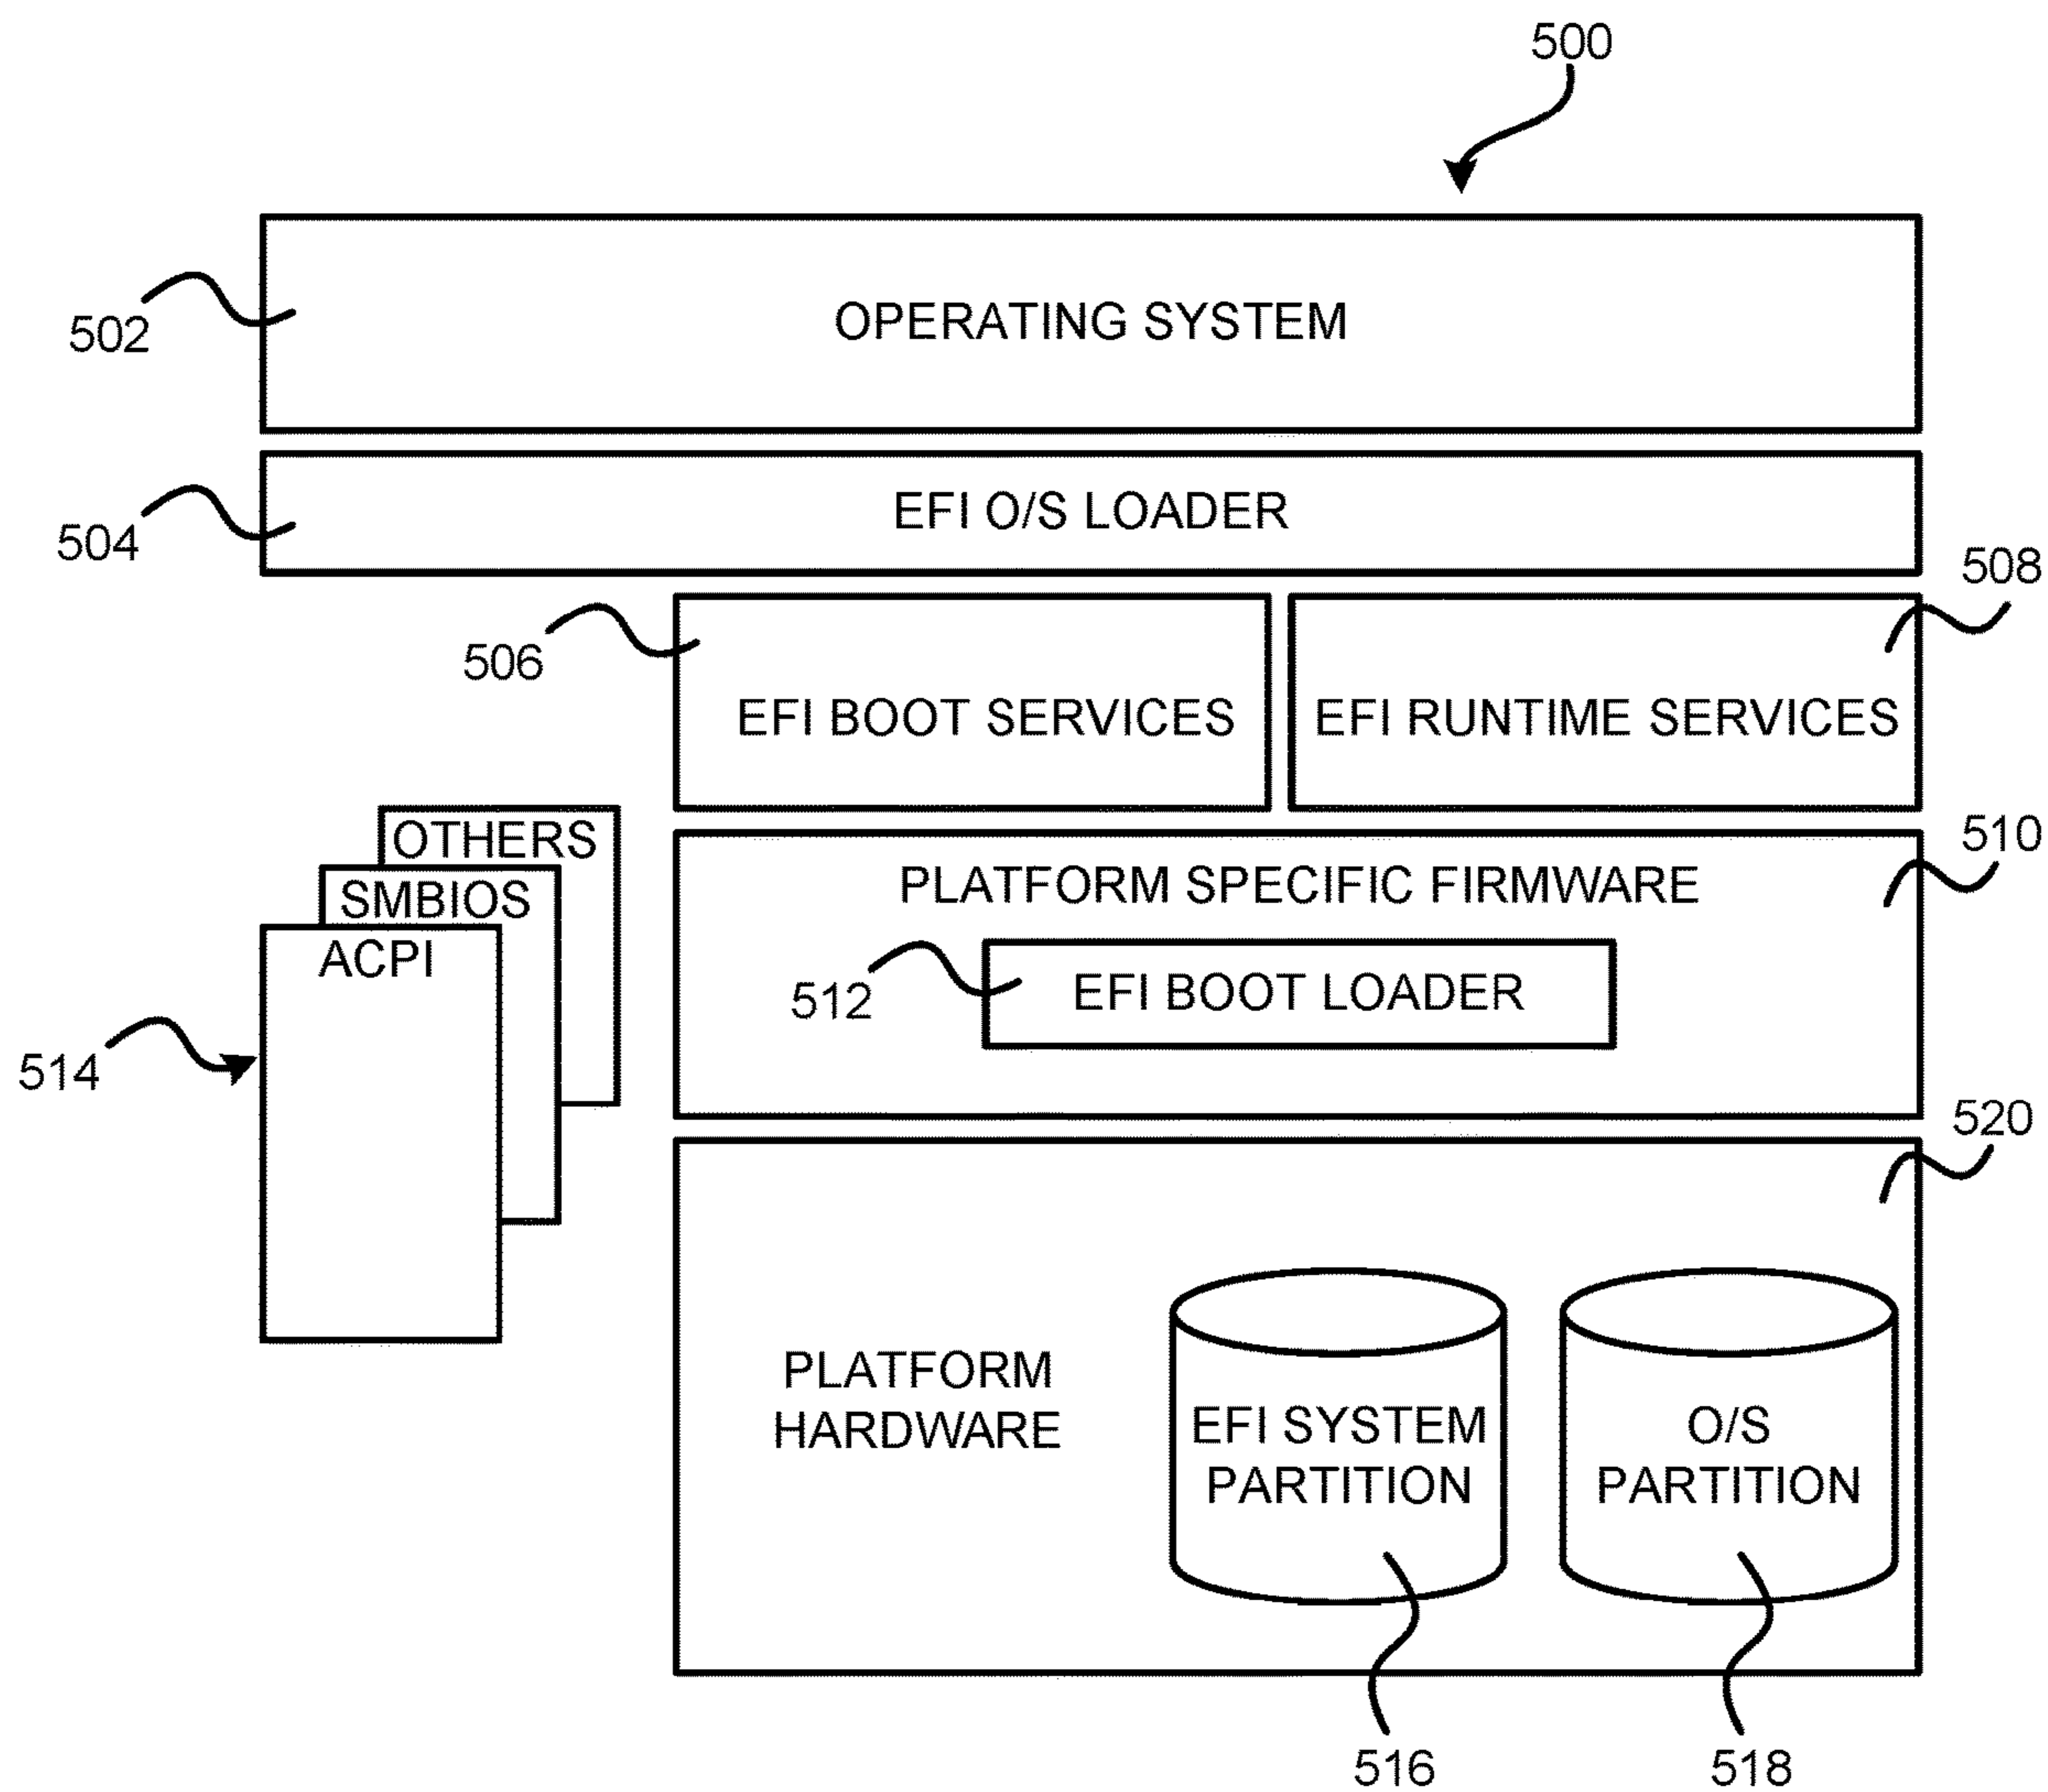 500
OPERATING SYSTEM
502
EFI O/S LOADER
504
508
506
EFI BOOT SERVICES
EFI RUNTIME SERVICES
OTHERS
SMBIOS
ACPI
510
PLATFORM SPECIFIC FIRMWARE
512
EFI BOOT LOADER
514
520
PLATFORM
HARDWARE
EFI SYSTEM
PARTITION
O/S
PARTITION
516
518